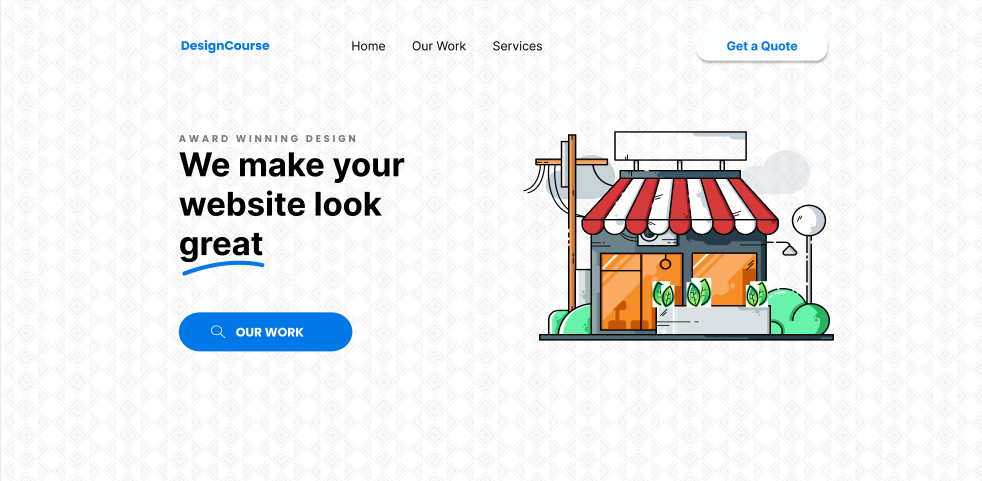 DesignCourse
Home
Our Work
Services
Get a Quote
AWARD WINNING DESIGN
We make your
website look
great
OUR WORK